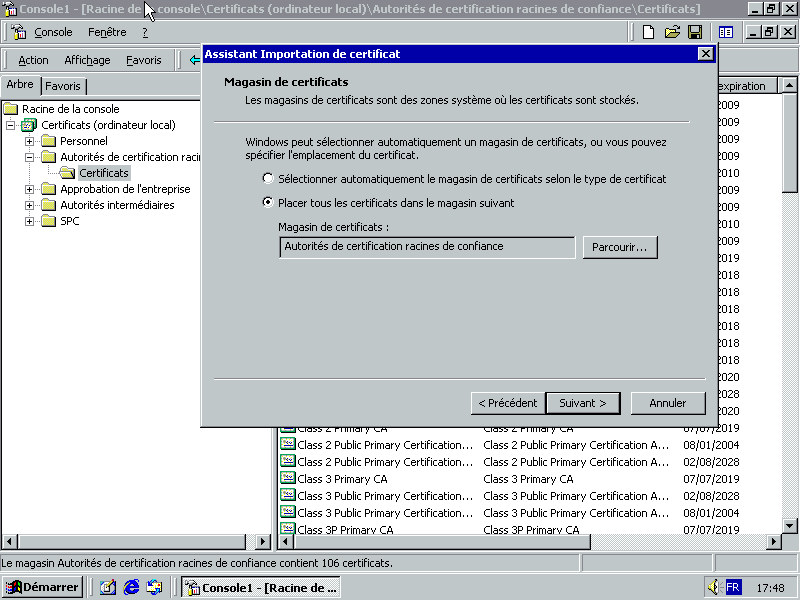 Console1 - [Racine de la console\Certificats (ordinateur local)\Autorités de certification racines de confiance\Certificats]
Console Fenêtre ?
Action Affichage Favoris
Arbre Favoris
Racine de la console
Certificats (ordinateur local)
Personnel
Autorités de certification raci
Certificats
Approbation de l'entreprise
Autorités intermédiaires
SPC
Assistant Importation de certificat
Magasin de certificats
Les magasins de certificats sont des zones système où les certificats sont stockés.
Windows peut sélectionner automatiquement un magasin de certificats, ou vous pouvez
spécifier l'emplacement du certificat.
Sélectionner automatiquement le magasin de certificats selon le type de certificat
Placer tous les certificats dans le magasin suivant
Magasin de certificats :
Autorités de certification racines de confiance
Parcourir...
< Précédent Suivant > Annuler
expiration
2009
2009
2009
2009
2010
2009
2009
2010
2009
2019
2018
2018
2018
2018
2018
2018
2020
2028
2020
Class 2 Primary CA Class 2 Primary CA 07/07/2019
Class 2 Public Primary Certification... Class 2 Public Primary Certification A... 08/01/2004
Class 2 Public Primary Certification... Class 2 Public Primary Certification A... 02/08/2028
Class 3 Primary CA Class 3 Primary CA 07/07/2019
Class 3 Public Primary Certification... Class 3 Public Primary Certification A... 02/08/2028
Class 3 Public Primary Certification... Class 3 Public Primary Certification A... 08/01/2004
Class 3P Primary CA Class 3P Primary CA 07/07/2019
Le magasin Autorités de certification racines de confiance contient 106 certificats.
Démarrer Console1 - [Racine de ... FR 17:48